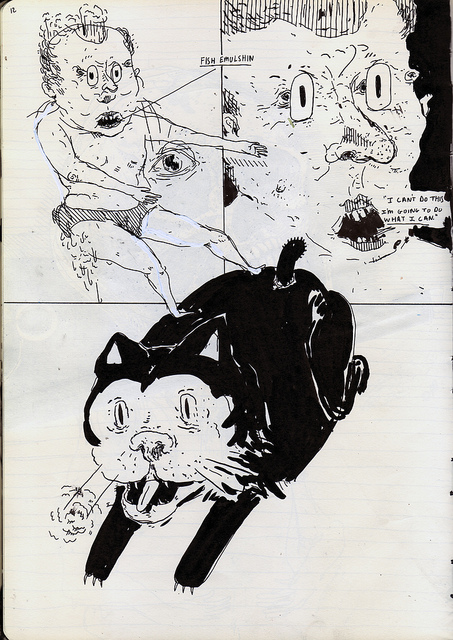 12
FISH EMULSHIN
"I CAN'T DO THIS
I'M GOING TO DO
WHAT I CAN."